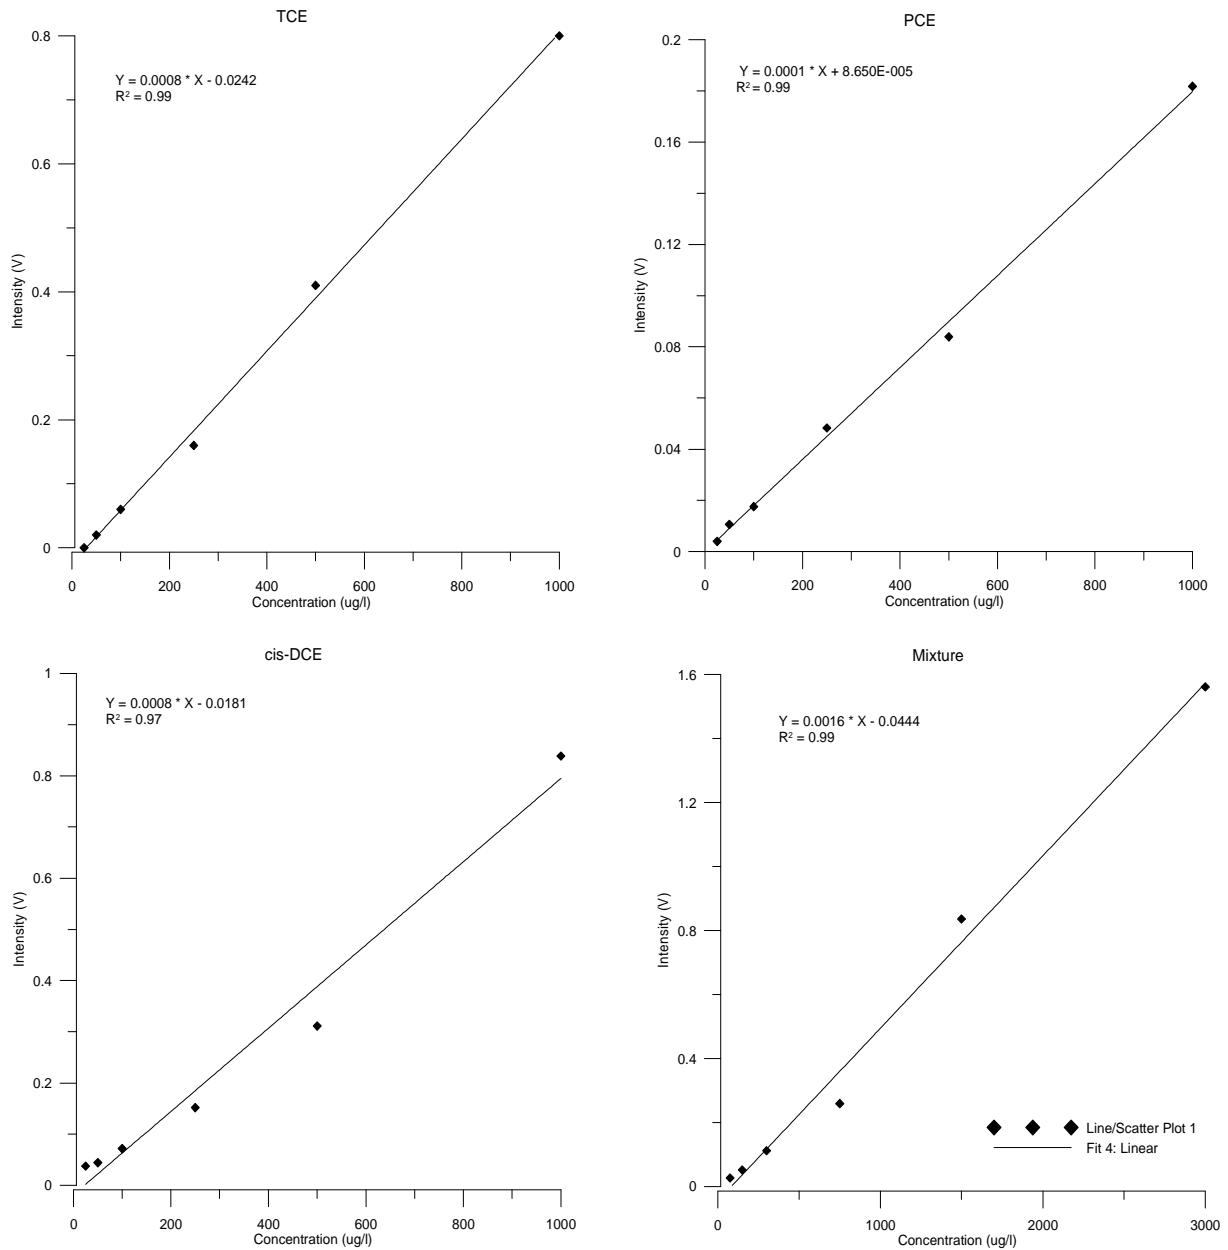 TCE
0.8
Y = 0.0008 * X - 0.0242
R² = 0.99
0.6
Intensity (V)
0.4
0.2
0
0 200 400 600 800 1000
Concentration (ug/l)
PCE
0.2
Y = 0.0001 * X + 8.650E-005
R² = 0.99
0.16
0.12
Intensity (V)
0.08
0.04
0
0 200 400 600 800 1000
Concentration (ug/l)
cis-DCE
1
Y = 0.0008 * X - 0.0181
R² = 0.97
0.8
0.6
Intensity (V)
0.4
0.2
0
0 200 400 600 800 1000
Concentration (ug/l)
Mixture
1.6
Y = 0.0016 * X - 0.0444
R² = 0.99
1.2
Intensity (V)
0.8
0.4
Line/Scatter Plot 1
Fit 4: Linear
0
0 1000 2000 3000
Concentration (ug/l)